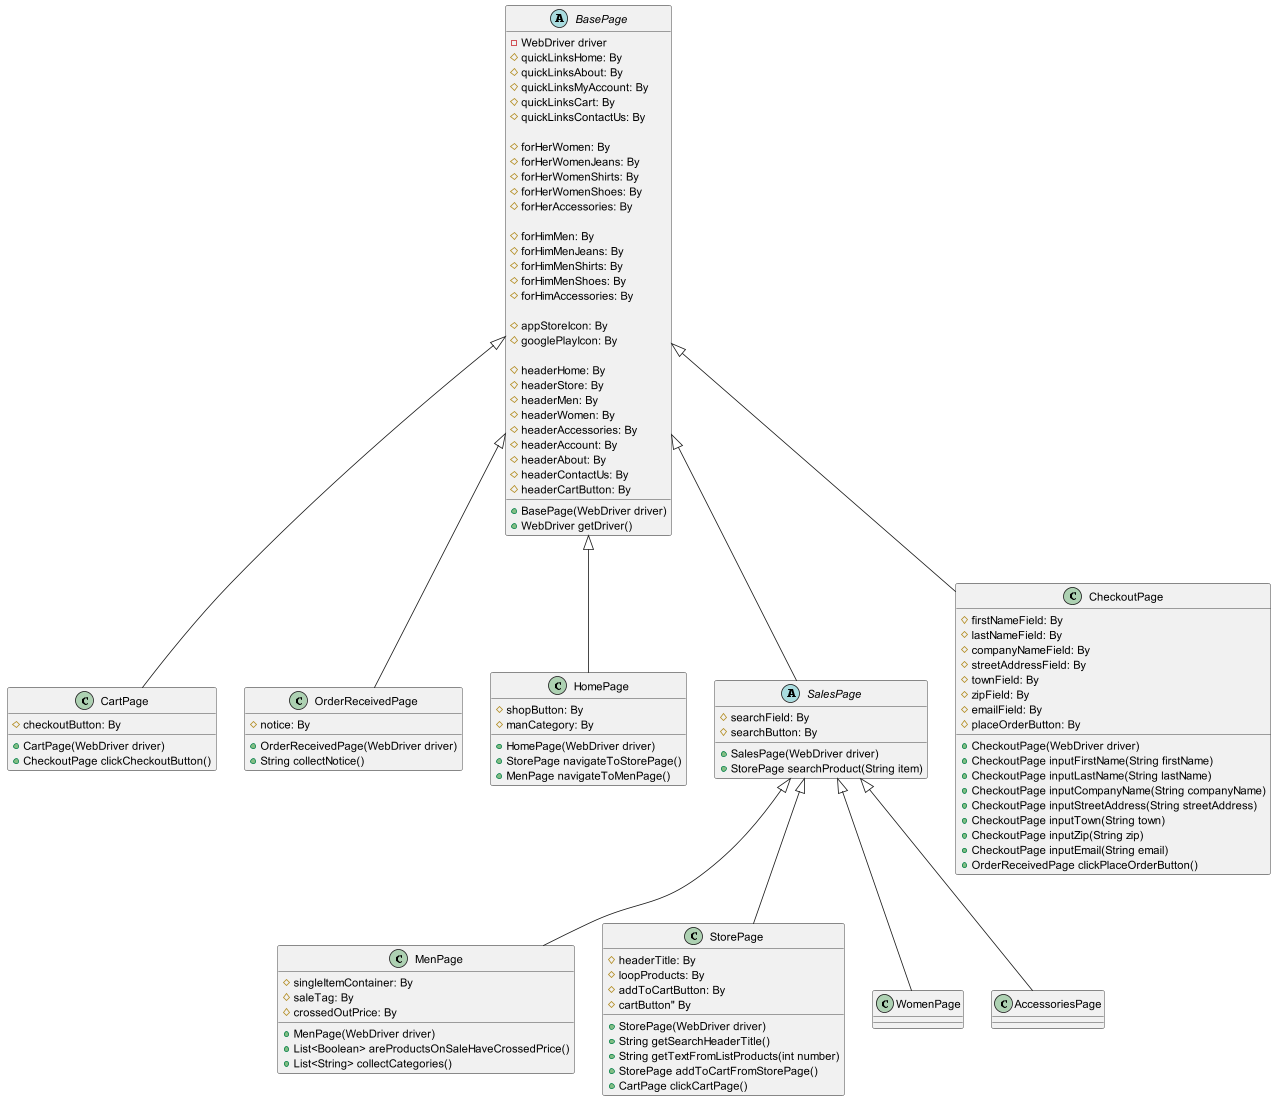 A BasePage
WebDriver driver
quickLinksHome: By
quickLinksAbout: By
quickLinksMyAccount: By
quickLinksCart: By
quickLinksContactUs: By
forHerWomen: By
forHerWomenJeans: By
forHerWomenShirts: By
forHerWomenShoes: By
forHerAccessories: By
forHimMen: By
forHimMenJeans: By
forHimMenShirts: By
forHimMenShoes: By
forHimAccessories: By
appStoreIcon: By
googlePlayIcon: By
headerHome: By
headerStore: By
headerMen: By
headerWomen: By
headerAccessories: By
headerAccount: By
headerAbout: By
headerContactUs: By
headerCartButton: By
BasePage(WebDriver driver)
WebDriver getDriver()
C CartPage
checkoutButton: By
CartPage(WebDriver driver)
CheckoutPage clickCheckoutButton()
C OrderReceivedPage
notice: By
OrderReceivedPage(WebDriver driver)
String collectNotice()
C HomePage
shopButton: By
manCategory: By
HomePage(WebDriver driver)
StorePage navigateToStorePage()
MenPage navigateToMenPage()
A SalesPage
searchField: By
searchButton: By
SalesPage(WebDriver driver)
StorePage searchProduct(String item)
C CheckoutPage
firstNameField: By
lastNameField: By
companyNameField: By
streetAddressField: By
townField: By
zipField: By
emailField: By
placeOrderButton: By
CheckoutPage(WebDriver driver)
CheckoutPage inputFirstName(String firstName)
CheckoutPage inputLastName(String lastName)
CheckoutPage inputCompanyName(String companyName)
CheckoutPage inputStreetAddress(String streetAddress)
CheckoutPage inputTown(String town)
CheckoutPage inputZip(String zip)
CheckoutPage inputEmail(String email)
OrderReceivedPage clickPlaceOrderButton()
C MenPage
singleItemContainer: By
saleTag: By
crossedOutPrice: By
MenPage(WebDriver driver)
List<Boolean> areProductsOnSaleHaveCrossedPrice()
List<String> collectCategories()
C StorePage
headerTitle: By
loopProducts: By
addToCartButton: By
cartButton" By
StorePage(WebDriver driver)
String getSearchHeaderTitle()
String getTextFromListProducts(int number)
StorePage addToCartFromStorePage()
CartPage clickCartPage()
C WomenPage
C AccessoriesPage